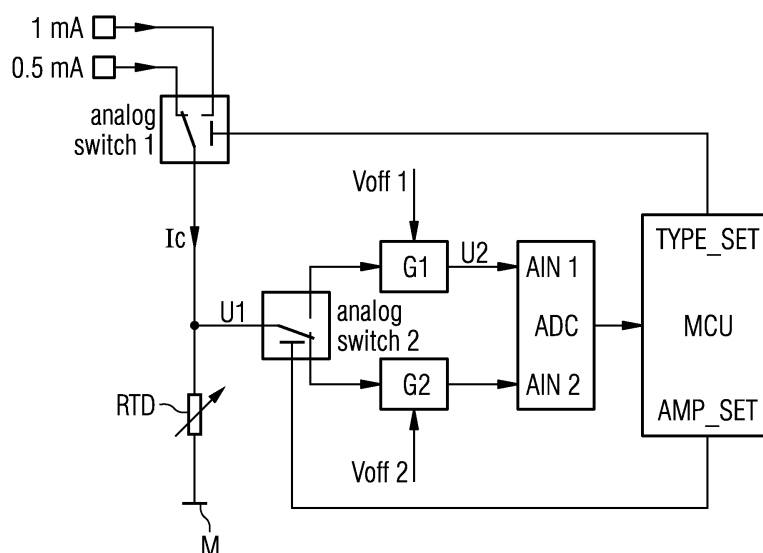 1 mA
0.5 mA
analog
switch 1
Voff 1
Ic
G1
U2
AIN 1
TYPE_SET
U1
analog
switch 2
ADC
MCU
RTD
G2
AIN 2
AMP_SET
Voff 2
M